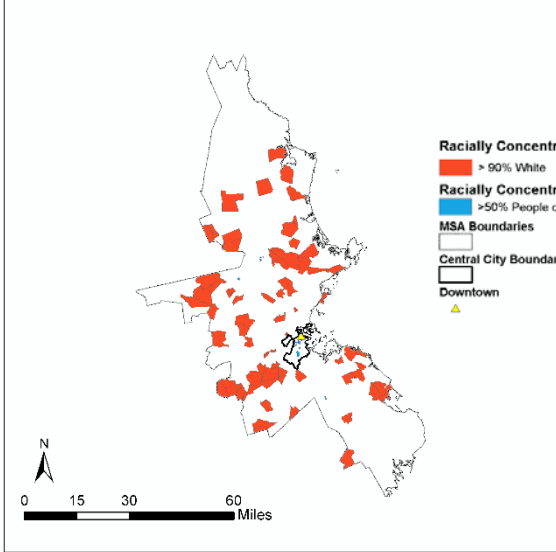 Racially Concentr
> 90% White
Racially Concentr
>50% People o
MSA Boundaries
Central City Boundar
Downtown
N
0 15 30 60
Miles